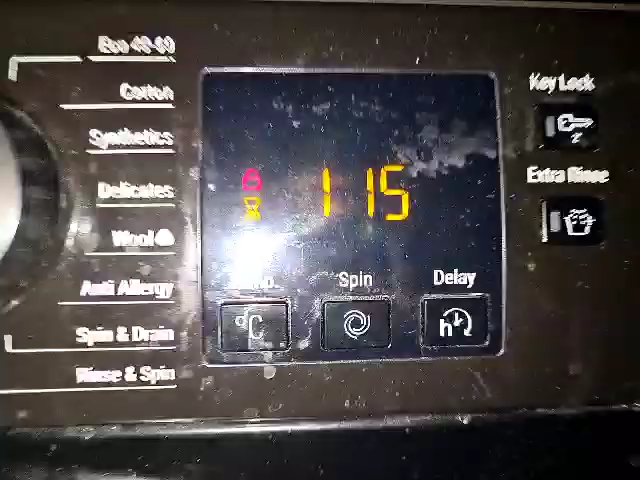 Eco 40-60
Cotton
Synthetics
Delicates
Wool
Anti Allergy
Spin & Drain
Rinse & Spin
1 15
Spin
Delay
°C
h
Key Lock
Extra Rinse